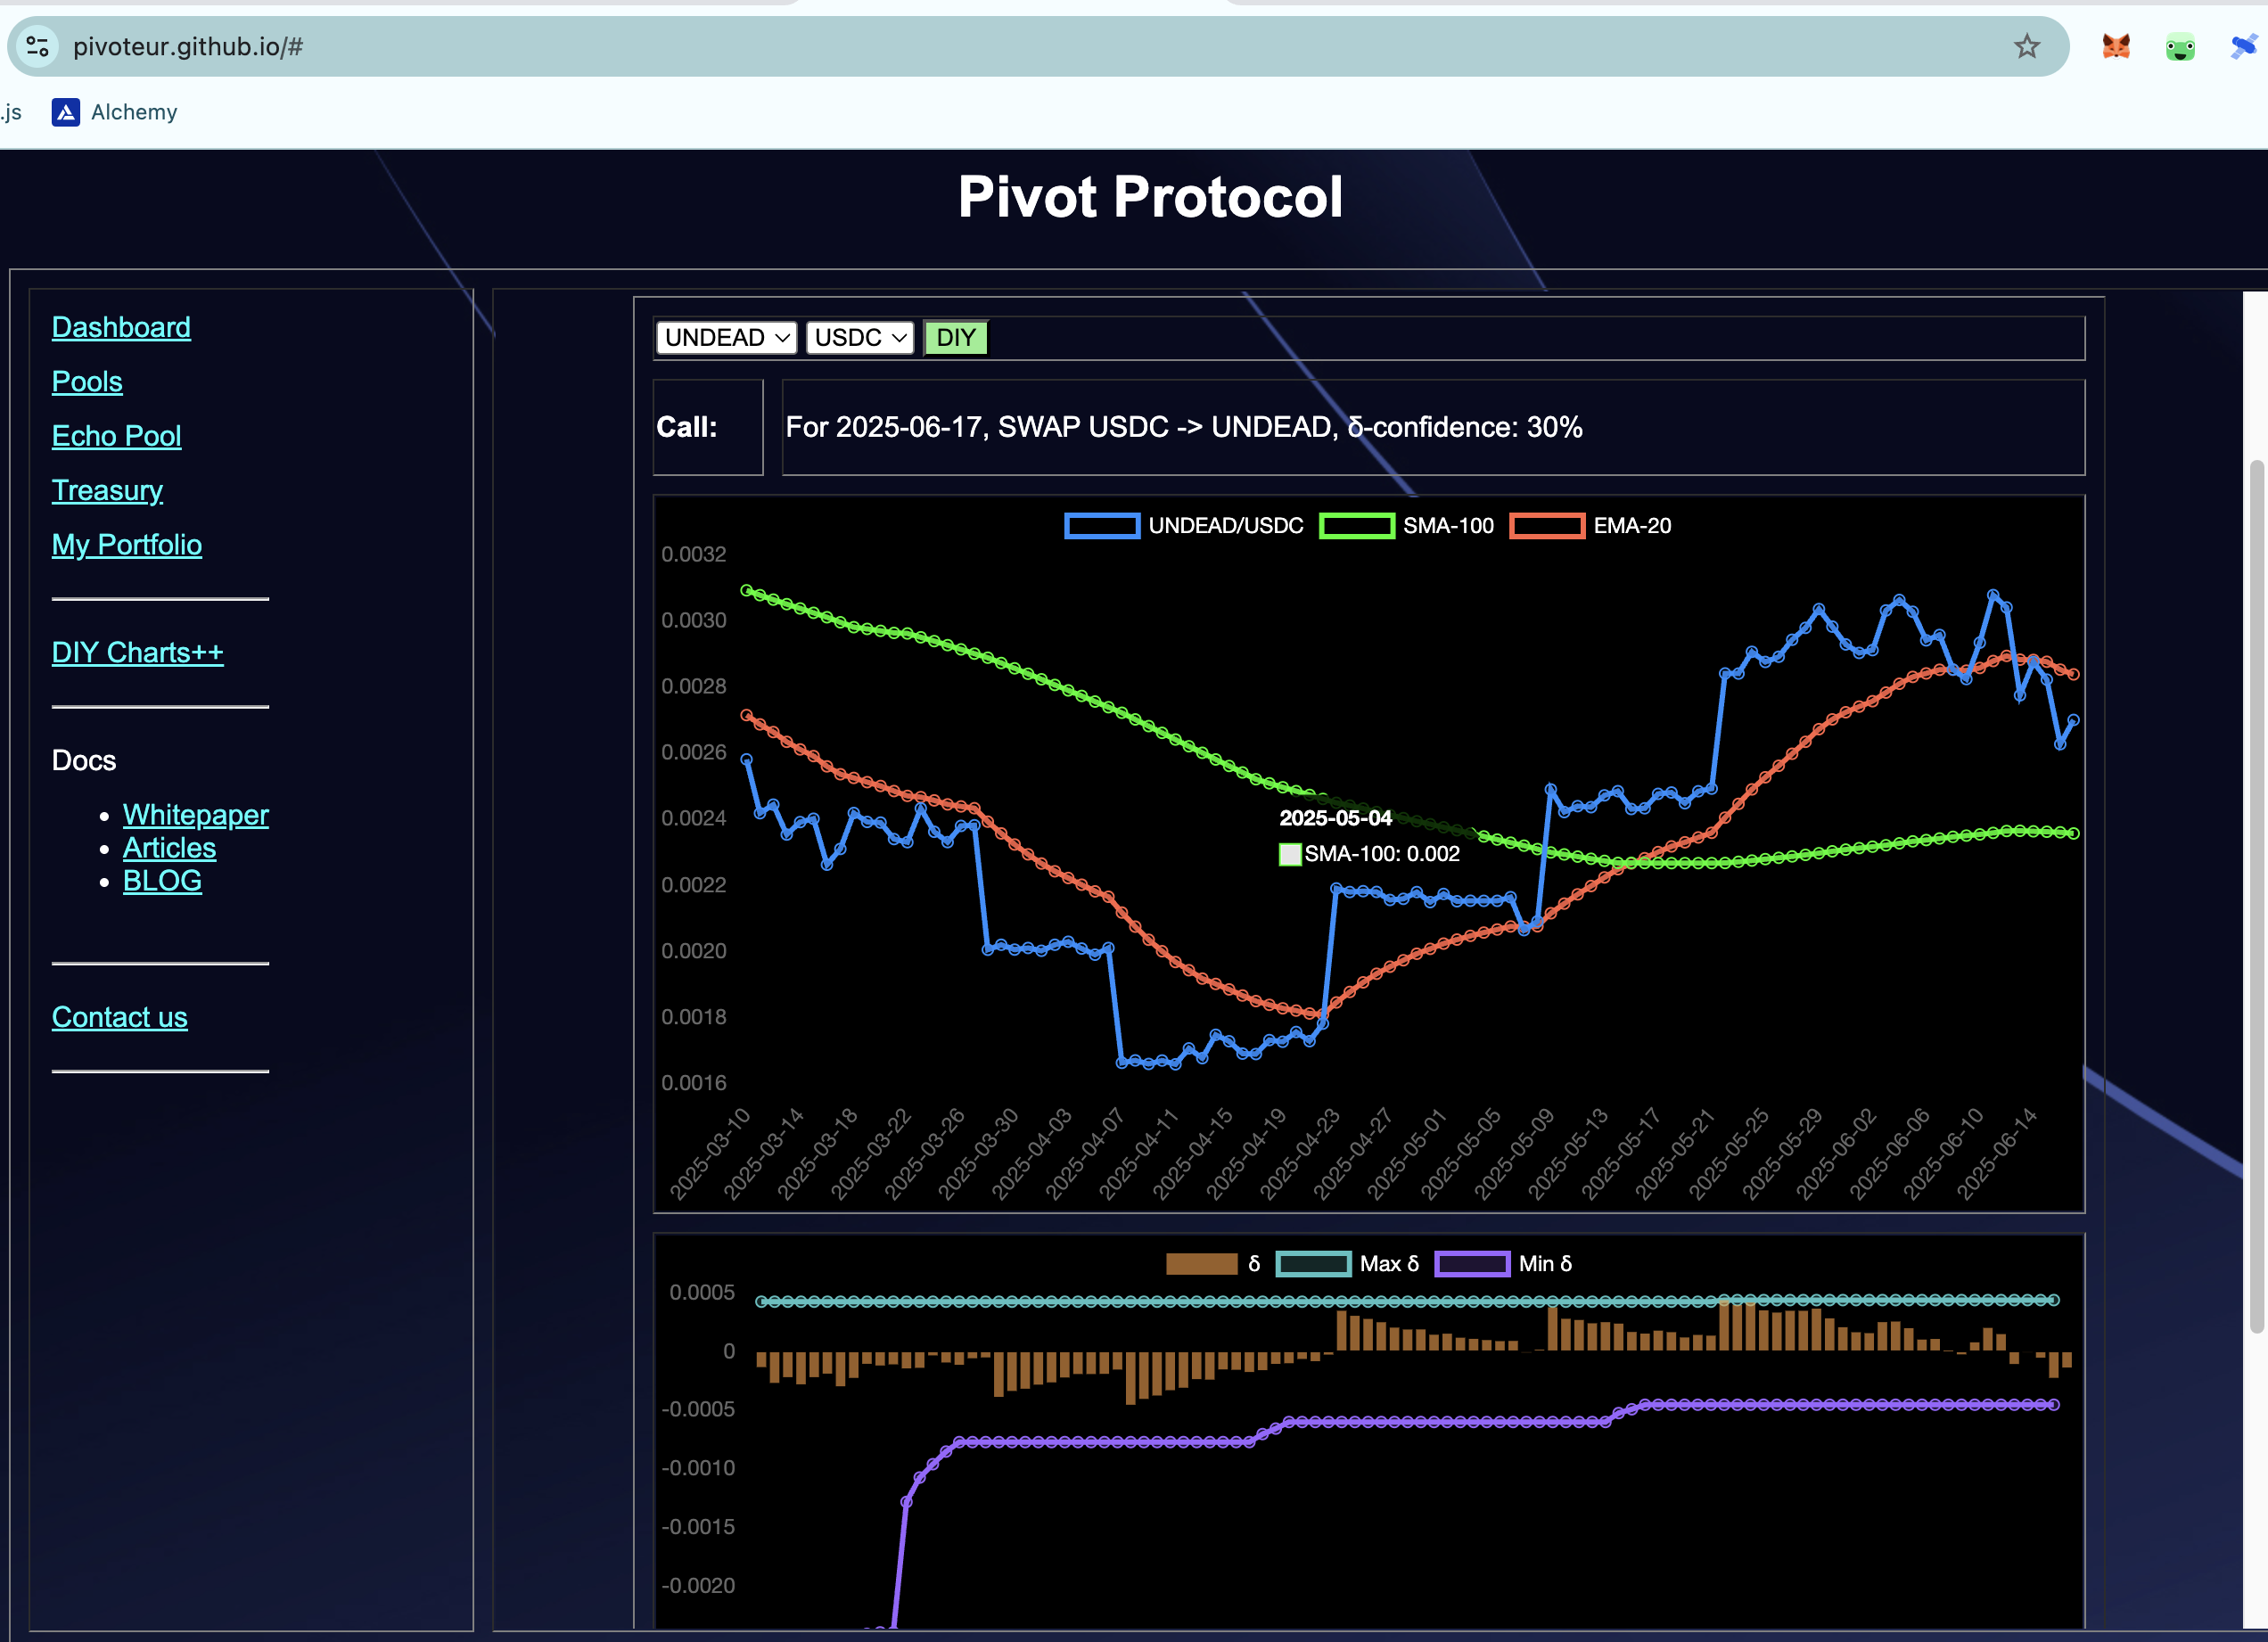 pivoteur.github.io/#
.js
Alchemy
Pivot Protocol
Dashboard
Pools
Echo Pool
Treasury
My Portfolio
DIY Charts++
Docs
Whitepaper
Articles
BLOG
Contact us
UNDEAD USDC DIY
Call: For 2025-06-17, SWAP USDC -> UNDEAD, δ-confidence: 30%
UNDEAD/USDC SMA-100 EMA-20
0.0032
0.0030
0.0028
0.0026
0.0024
0.0022
0.0020
0.0018
0.0016
2025-05-04
SMA-100: 0.002
2025-03-10
2025-03-14
2025-03-18
2025-03-22
2025-03-26
2025-03-30
2025-04-03
2025-04-07
2025-04-11
2025-04-15
2025-04-19
2025-04-23
2025-04-27
2025-05-01
2025-05-05
2025-05-09
2025-05-13
2025-05-17
2025-05-21
2025-05-25
2025-05-29
2025-06-02
2025-06-06
2025-06-10
2025-06-14
δ Max δ Min δ
0.0005
0
-0.0005
-0.0010
-0.0015
-0.0020